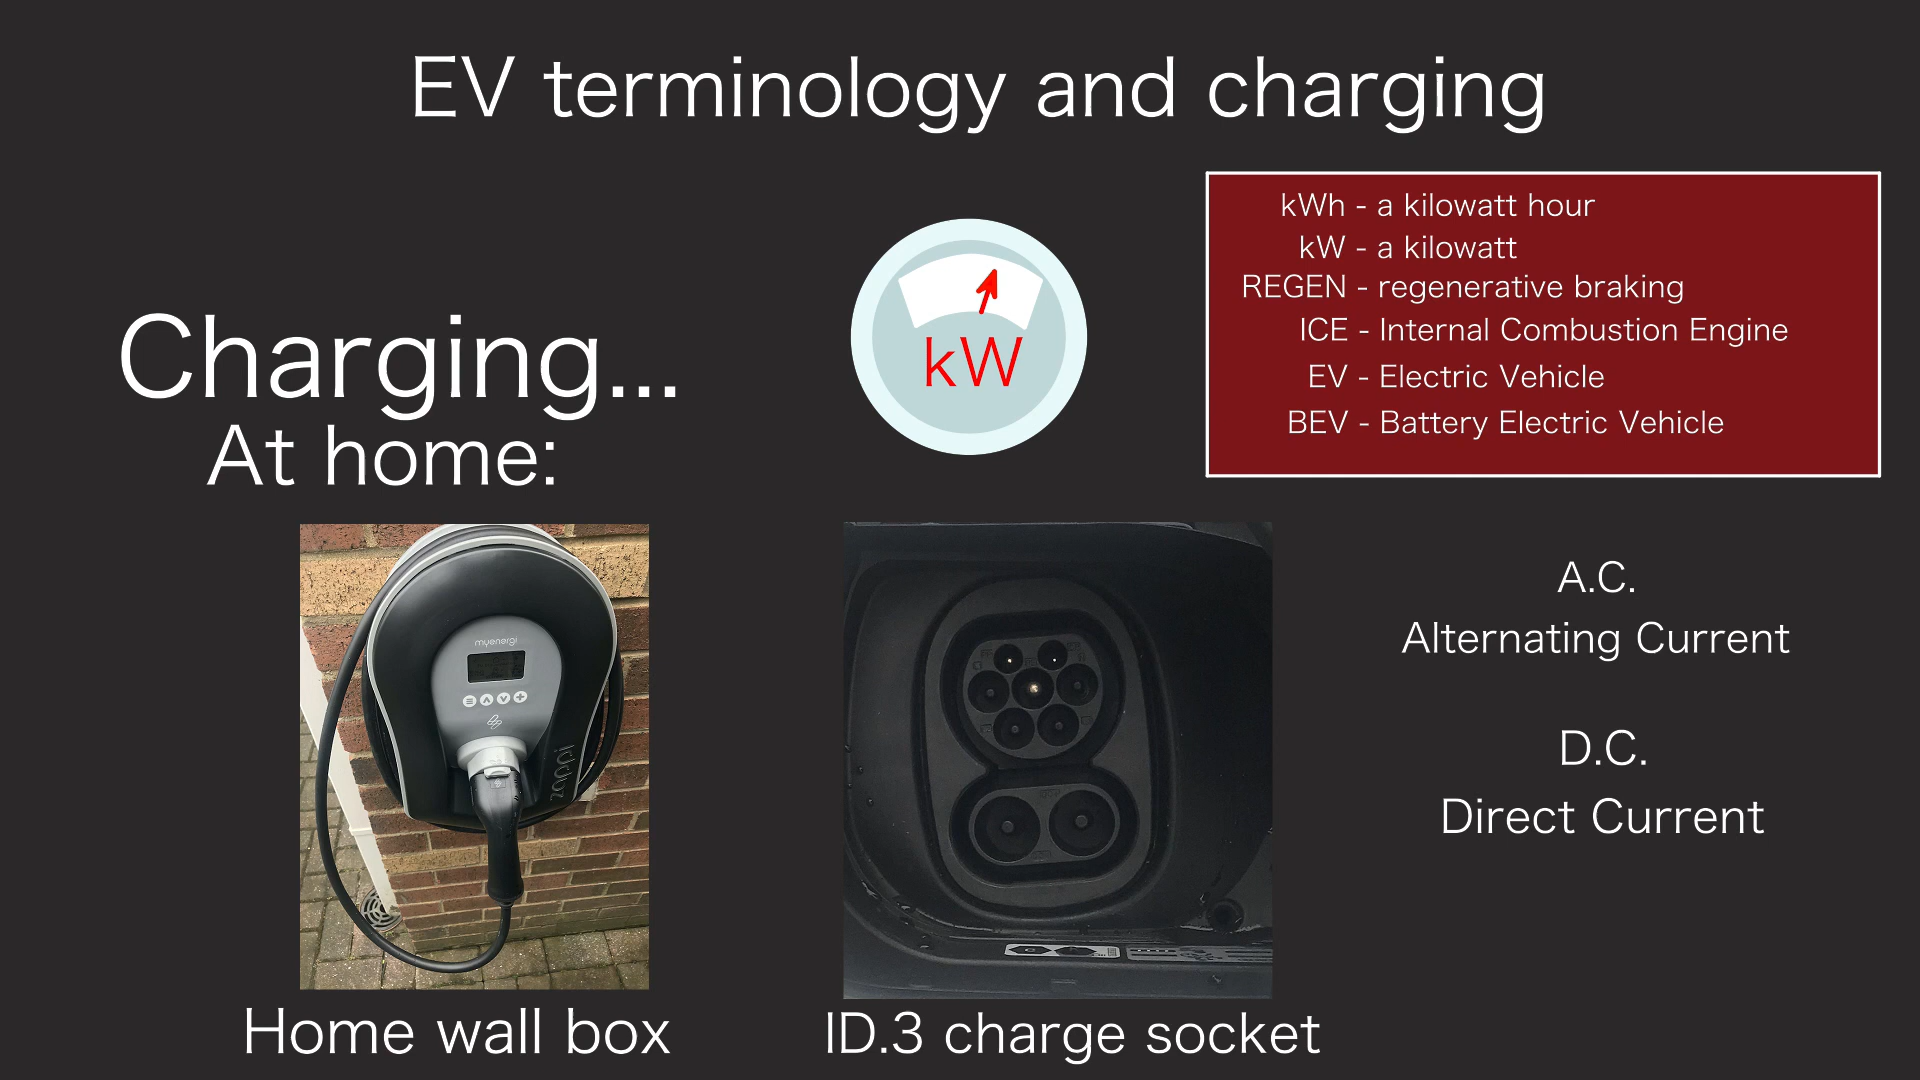 EV terminology and charging
kWh - a kilowatt hour
kW - a kilowatt
REGEN - regenerative braking
ICE - Internal Combustion Engine
EV - Electric Vehicle
BEV - Battery Electric Vehicle
kW
Charging...
At home:
myenergi
zappi
A.C.
Alternating Current
D.C.
Direct Current
Home wall box
ID.3 charge socket